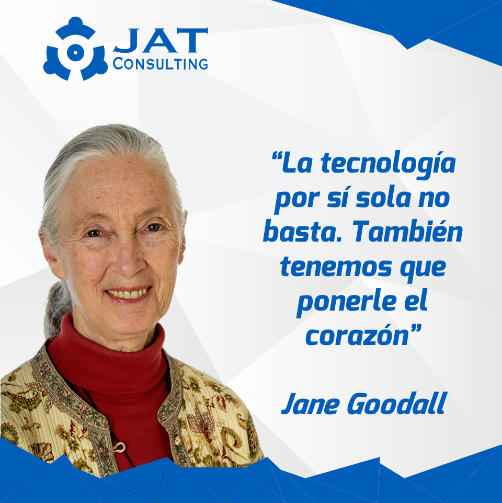 JAT
CONSULTING
“La tecnología
por sí sola no
basta. También
tenemos que
ponerle el
corazón”
Jane Goodall